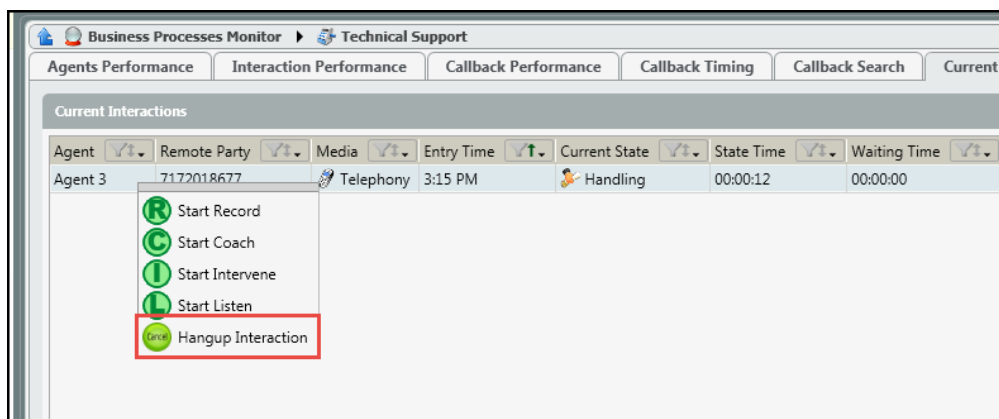 Business Processes Monitor Technical Support
Agents Performance Interaction Performance Callback Performance Callback Timing Callback Search Current
Current Interactions
Agent Remote Party Media Entry Time Current State State Time Waiting Time
Agent 3 7172018677 Telephony 3:15 PM Handling 00:00:12 00:00:00
R Start Record
C Start Coach
I Start Intervene
L Start Listen
Cancel Hangup Interaction